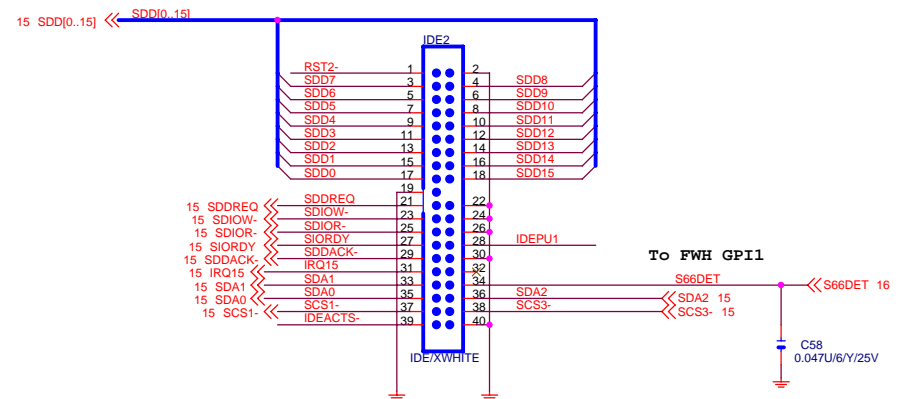 15 SDD[0..15] SDD[0..15]
IDE2
RST2- 1 2
SDD7 3 4 SDD8
SDD6 5 6 SDD9
SDD5 7 8 SDD10
SDD4 9 10 SDD11
SDD3 11 12 SDD12
SDD2 13 14 SDD13
SDD1 15 16 SDD14
SDD0 17 18 SDD15
19
15 SDDREQ SDDREQ 21 22
15 SDIOW- SDIOW- 23 24
15 SDIOR- SDIOR- 25 26
15 SIORDY SIORDY 27 28 IDEPU1
15 SDDACK- SDDACK- 29 30
15 IRQ15 IRQ15 31 32
To FWH GPI1
15 SDA1 SDA1 33 34 S66DET S66DET 16
15 SDA0 SDA0 35 36 SDA2 SDA2 15
15 SCS1- SCS1- 37 38 SCS3- SCS3- 15
IDEACTS- 39 40
IDE/XWHITE
C58
0.047U/6/Y/25V